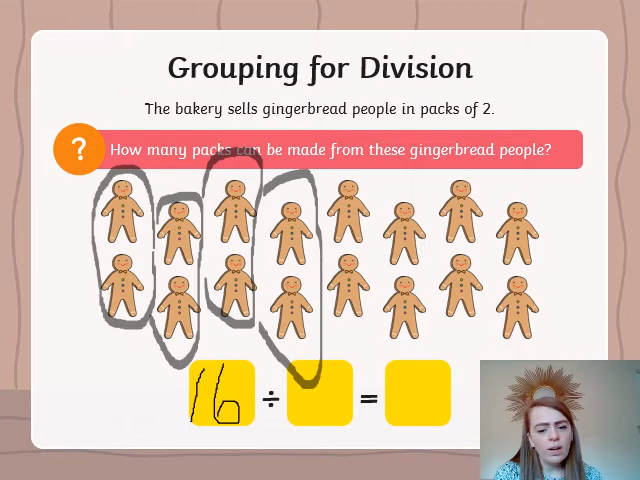 Grouping for Division
The bakery sells gingerbread people in packs of 2.
? How many packs can be made from these gingerbread people?
16 ÷ =